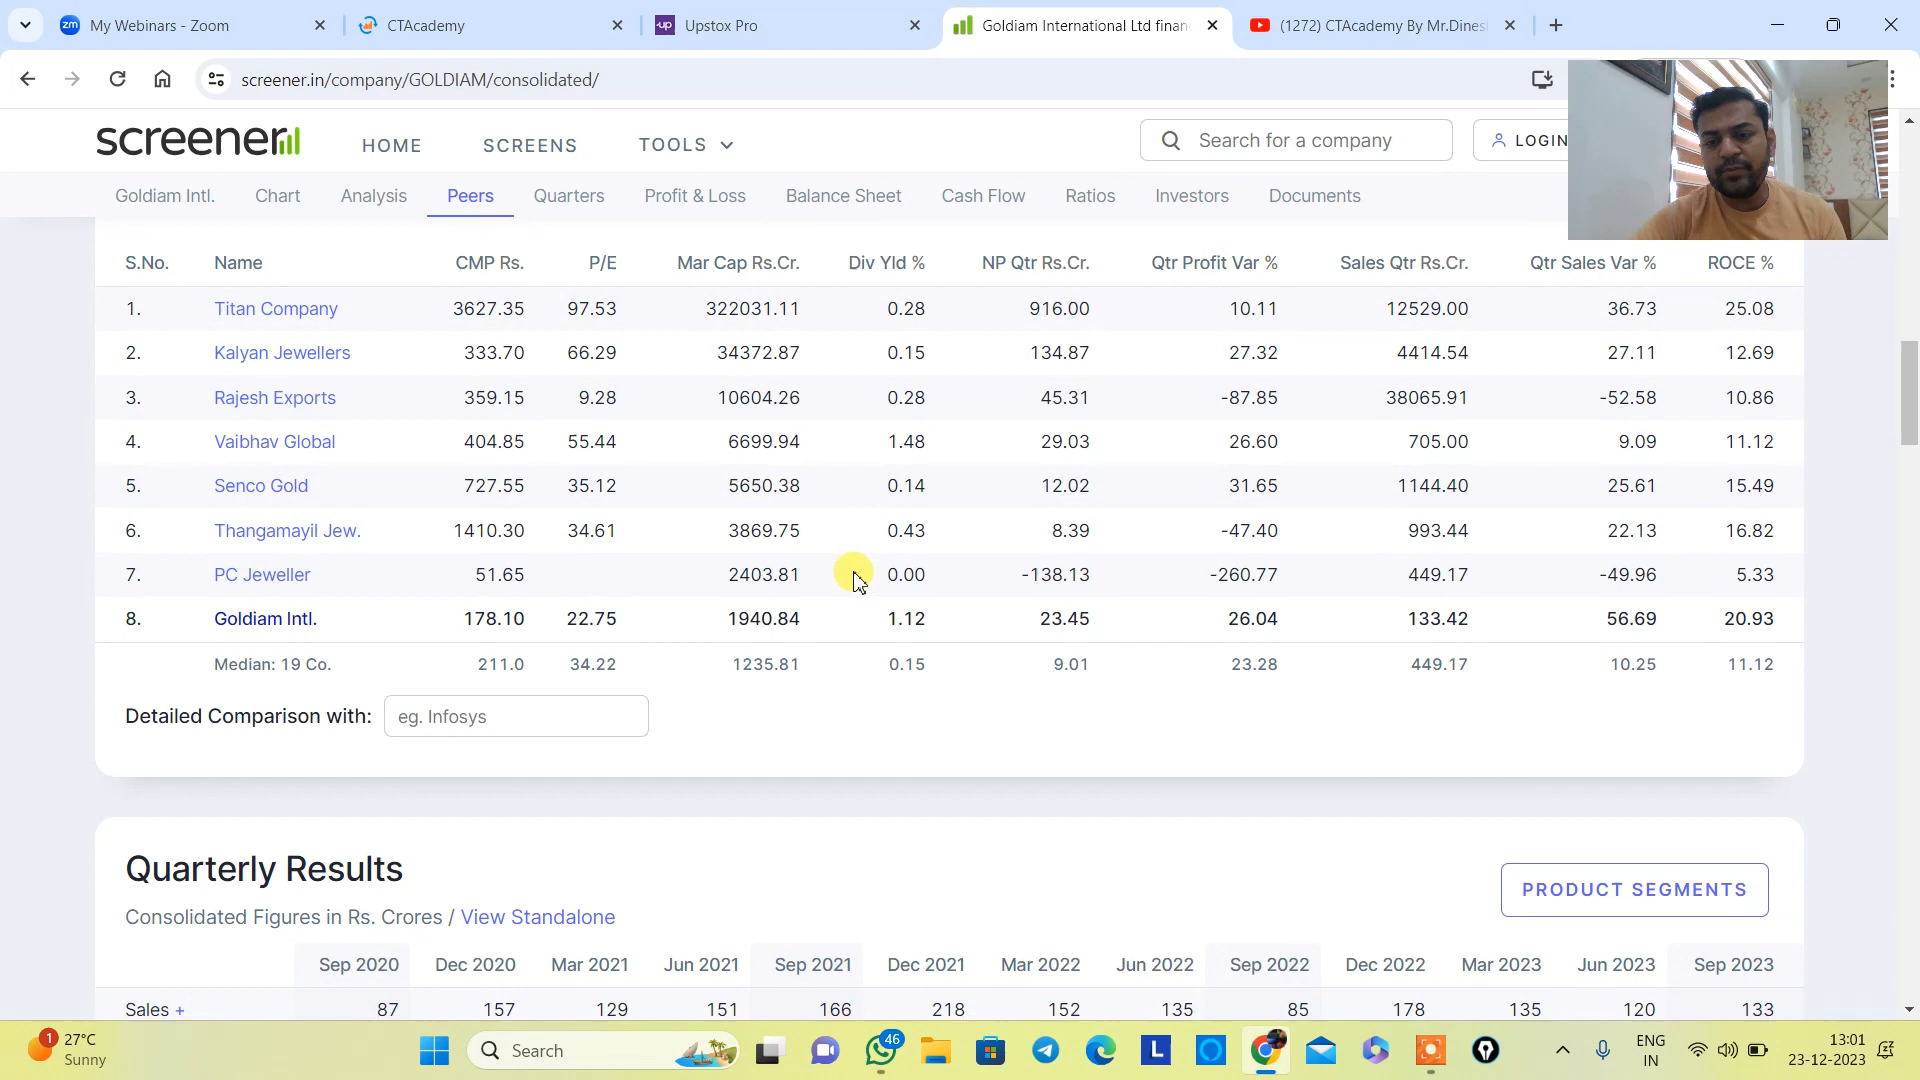 zm My Webinars - Zoom
CTAcademy
up Upstox Pro
Goldiam International Ltd finan
(1272) CTAcademy By Mr.Dines
screener.in/company/GOLDIAM/consolidated/
screener
HOME SCREENS TOOLS
Search for a company
LOGIN
Goldiam Intl. Chart Analysis Peers Quarters Profit & Loss Balance Sheet Cash Flow Ratios Investors Documents
S.No. Name CMP Rs. P/E Mar Cap Rs.Cr. Div Yld % NP Qtr Rs.Cr. Qtr Profit Var % Sales Qtr Rs.Cr. Qtr Sales Var % ROCE %
1. Titan Company 3627.35 97.53 322031.11 0.28 916.00 10.11 12529.00 36.73 25.08
2. Kalyan Jewellers 333.70 66.29 34372.87 0.15 134.87 27.32 4414.54 27.11 12.69
3. Rajesh Exports 359.15 9.28 10604.26 0.28 45.31 -87.85 38065.91 -52.58 10.86
4. Vaibhav Global 404.85 55.44 6699.94 1.48 29.03 26.60 705.00 9.09 11.12
5. Senco Gold 727.55 35.12 5650.38 0.14 12.02 31.65 1144.40 25.61 15.49
6. Thangamayil Jew. 1410.30 34.61 3869.75 0.43 8.39 -47.40 993.44 22.13 16.82
7. PC Jeweller 51.65 2403.81 0.00 -138.13 -260.77 449.17 -49.96 5.33
8. Goldiam Intl. 178.10 22.75 1940.84 1.12 23.45 26.04 133.42 56.69 20.93
Median: 19 Co. 211.0 34.22 1235.81 0.15 9.01 23.28 449.17 10.25 11.12
Detailed Comparison with: eg. Infosys
Quarterly Results
PRODUCT SEGMENTS
Consolidated Figures in Rs. Crores / View Standalone
Sep 2020 Dec 2020 Mar 2021 Jun 2021 Sep 2021 Dec 2021 Mar 2022 Jun 2022 Sep 2022 Dec 2022 Mar 2023 Jun 2023 Sep 2023
Sales + 87 157 129 151 166 218 152 135 85 178 135 120 133
1
27°C
Sunny
Search
46
L
ENG
IN
13:01
23-12-2023